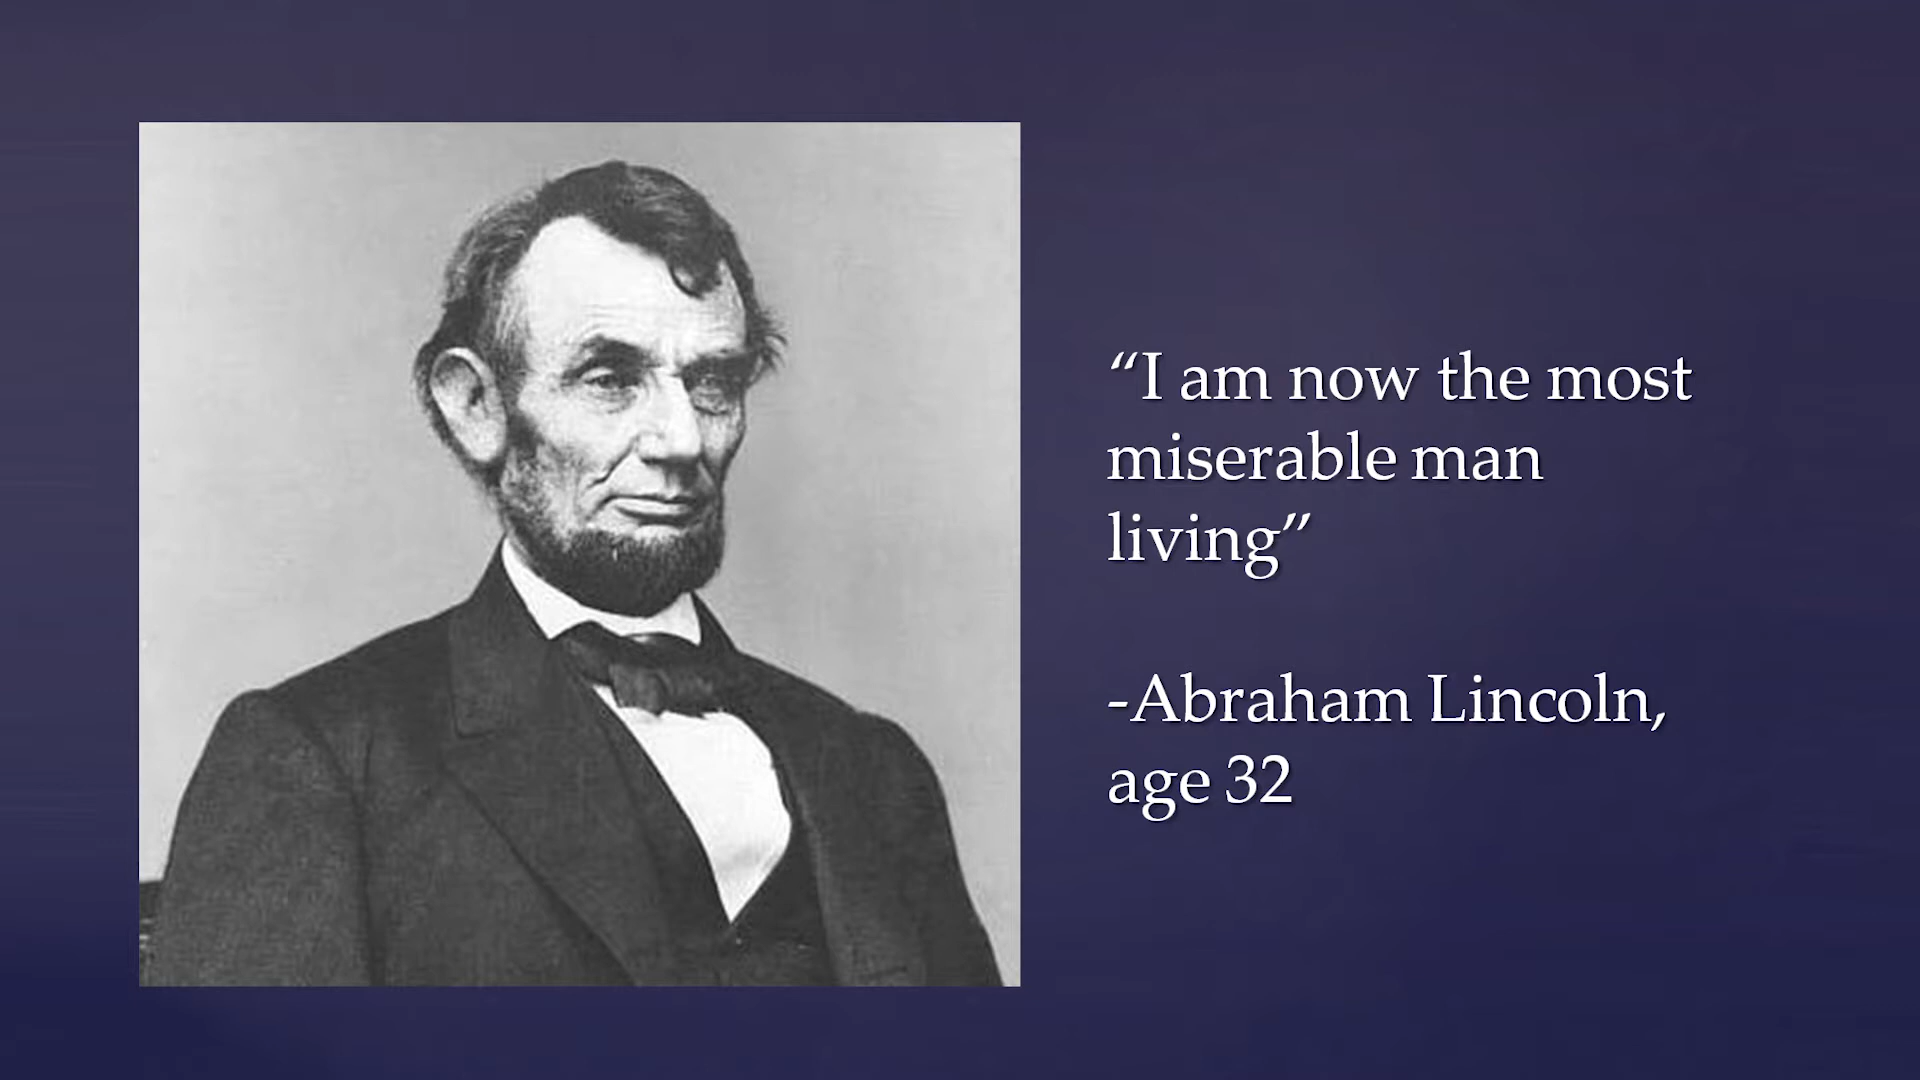 “I am now the most
miserable man
living”
-Abraham Lincoln,
age 32